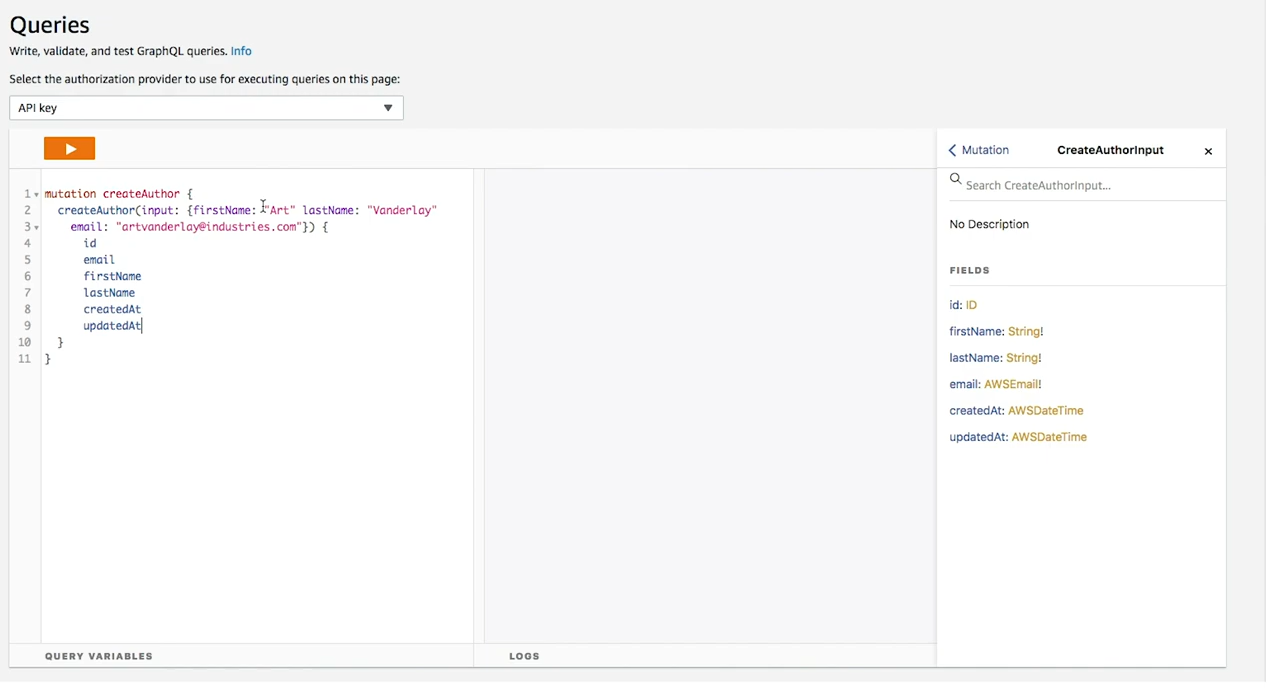 Queries
Write, validate, and test GraphQL queries. Info
Select the authorization provider to use for executing queries on this page:
API key
Mutation CreateAuthorInput ×
Search CreateAuthorInput...
No Description
FIELDS
id: ID
firstName: String!
lastName: String!
email: AWSEmail!
createdAt: AWSDateTime
updatedAt: AWSDateTime
1 mutation createAuthor {
2 createAuthor(input: {firstName: "Art" lastName: "Vanderlay"
3 email: "artvanderlay@industries.com"}) {
4 id
5 email
6 firstName
7 lastName
8 createdAt
9 updatedAt
10 }
11 }
QUERY VARIABLES
LOGS